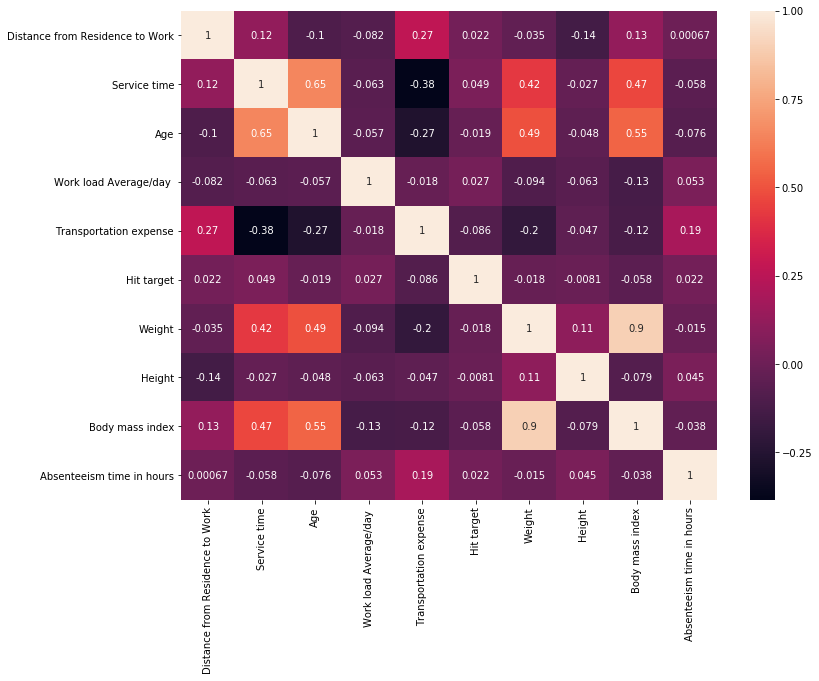 Distance from Residence to Work 1 0.12 -0.1 -0.082 0.27 0.022 -0.035 -0.14 0.13 0.00067
Service time 0.12 1 0.65 -0.063 -0.38 0.049 0.42 -0.027 0.47 -0.058
Age -0.1 0.65 1 -0.057 -0.27 -0.019 0.49 -0.048 0.55 -0.076
Work load Average/day -0.082 -0.063 -0.057 1 -0.018 0.027 -0.094 -0.063 -0.13 0.053
Transportation expense 0.27 -0.38 -0.27 -0.018 1 -0.086 -0.2 -0.047 -0.12 0.19
Hit target 0.022 0.049 -0.019 0.027 -0.086 1 -0.018 -0.0081 -0.058 0.022
Weight -0.035 0.42 0.49 -0.094 -0.2 -0.018 1 0.11 0.9 -0.015
Height -0.14 -0.027 -0.048 -0.063 -0.047 -0.0081 0.11 1 -0.079 0.045
Body mass index 0.13 0.47 0.55 -0.13 -0.12 -0.058 0.9 -0.079 1 -0.038
Absenteeism time in hours 0.00067 -0.058 -0.076 0.053 0.19 0.022 -0.015 0.045 -0.038 1
Distance from Residence to Work
Service time
Age
Work load Average/day
Transportation expense
Hit target
Weight
Height
Body mass index
Absenteeism time in hours
1.00
0.75
0.50
0.25
0.00
−0.25